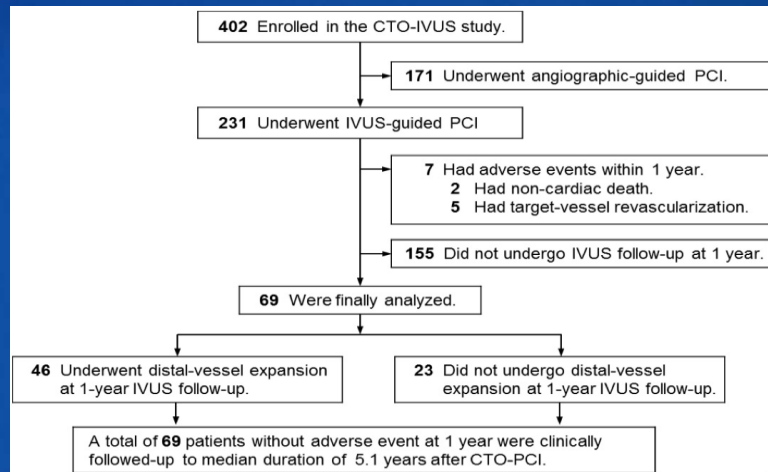 402 Enrolled in the CTO-IVUS study.
171 Underwent angiographic-guided PCI.
231 Underwent IVUS-guided PCI
7 Had adverse events within 1 year.
2 Had non-cardiac death.
5 Had target-vessel revascularization.
155 Did not undergo IVUS follow-up at 1 year.
69 Were finally analyzed.
46 Underwent distal-vessel expansion
at 1-year IVUS follow-up.
23 Did not undergo distal-vessel
expansion at 1-year IVUS follow-up.
A total of 69 patients without adverse event at 1 year were clinically
followed-up to median duration of 5.1 years after CTO-PCI.